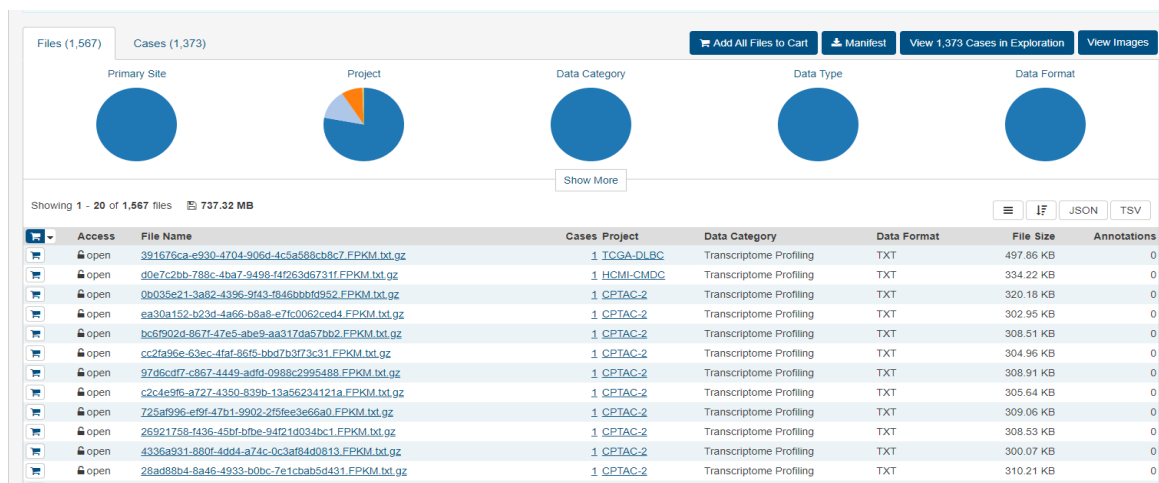 Files (1,567) Cases (1,373) Add All Files to Cart Manifest View 1,373 Cases in Exploration View Images
Primary Site Project Data Category Data Type Data Format
Show More
Showing 1 - 20 of 1,567 files 737.32 MB JSON TSV
Access File Name Cases Project Data Category Data Format File Size Annotations
open 391676ca-e930-4704-906d-4c5a588cb8c7.FPKM.txt.gz 1 TCGA-DLBC Transcriptome Profiling TXT 497.86 KB 0
open d0e7c2bb-788c-4ba7-9498-f4f263d6731f.FPKM.txt.gz 1 HCMI-CMDC Transcriptome Profiling TXT 334.22 KB 0
open 0b035e21-3a82-4396-9f43-f846bbbfd952.FPKM.txt.gz 1 CPTAC-2 Transcriptome Profiling TXT 320.18 KB 0
open ea30a152-b23d-4a66-b8a8-e7fc0062ced4.FPKM.txt.gz 1 CPTAC-2 Transcriptome Profiling TXT 302.95 KB 0
open bc6f902d-867f-47e5-abe9-aa317da57bb2.FPKM.txt.gz 1 CPTAC-2 Transcriptome Profiling TXT 308.51 KB 0
open cc2fa96e-63ec-4faf-86f5-bbd7b3f73c31.FPKM.txt.gz 1 CPTAC-2 Transcriptome Profiling TXT 304.96 KB 0
open 97d6cdf7-c867-4449-adfd-0988c2995488.FPKM.txt.gz 1 CPTAC-2 Transcriptome Profiling TXT 308.91 KB 0
open c2c4e9f6-a727-4350-839b-13a56234121a.FPKM.txt.gz 1 CPTAC-2 Transcriptome Profiling TXT 305.64 KB 0
open 725af996-ef9f-47b1-9902-2f5fee3e66a0.FPKM.txt.gz 1 CPTAC-2 Transcriptome Profiling TXT 309.06 KB 0
open 26921758-f436-45bf-bfbe-94f21d034bc1.FPKM.txt.gz 1 CPTAC-2 Transcriptome Profiling TXT 308.53 KB 0
open 4336a931-880f-4dd4-a74c-0c3af84d0813.FPKM.txt.gz 1 CPTAC-2 Transcriptome Profiling TXT 300.07 KB 0
open 28ad88b4-8a46-4933-b0bc-7e1cbab5d431.FPKM.txt.gz 1 CPTAC-2 Transcriptome Profiling TXT 310.21 KB 0